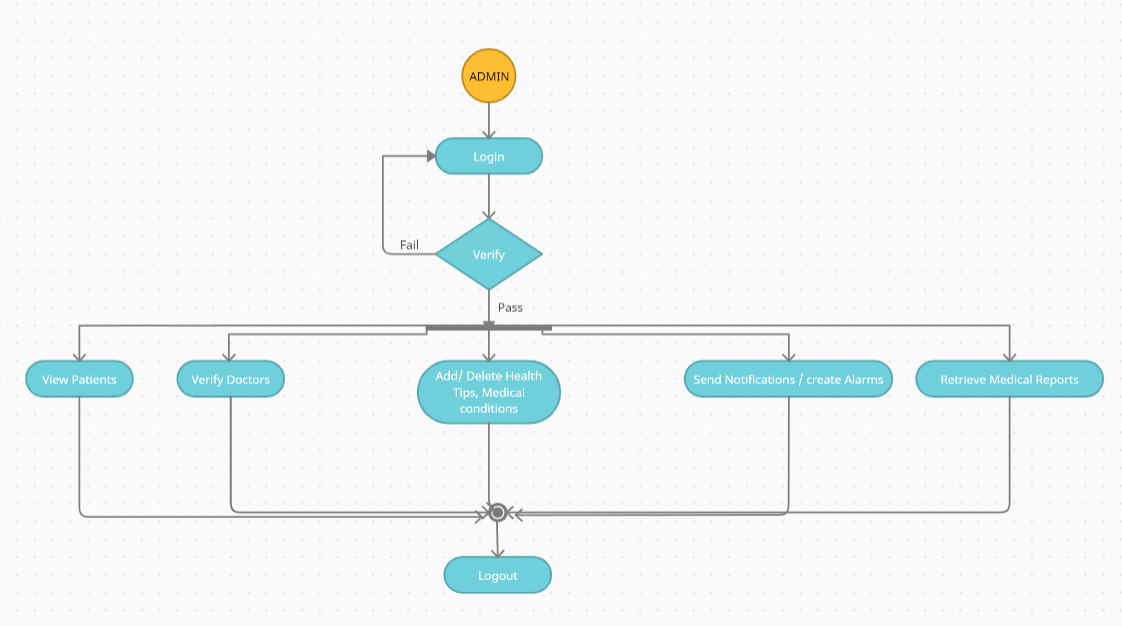 ADMIN
Login
Fail
Verify
Pass
View Patients
Verify Doctors
Add/ Delete Health
Tips, Medical
conditions
Send Notifications / create Alarms
Retrieve Medical Reports
Logout